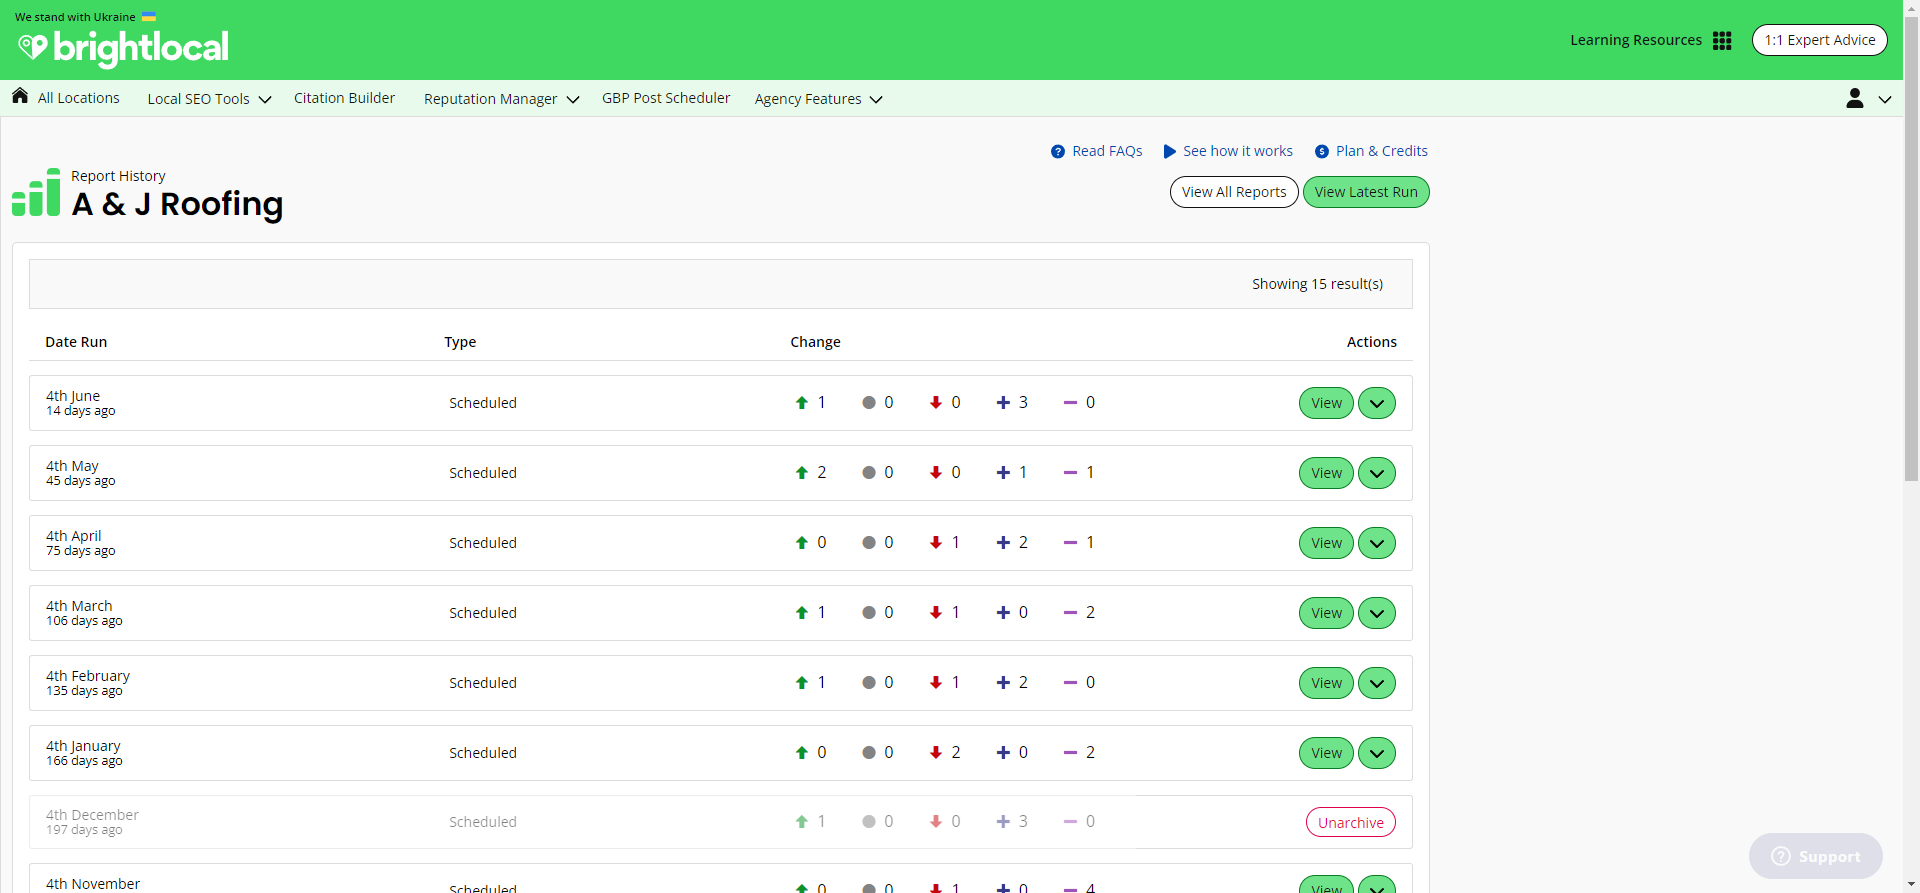 We stand with Ukraine
brightlocal
Learning Resources
1:1 Expert Advice
All Locations
Local SEO Tools
Citation Builder
Reputation Manager
GBP Post Scheduler
Agency Features
Read FAQs
See how it works
Plan & Credits
Report History
A & J Roofing
View All Reports
View Latest Run
Showing 15 result(s)
Date Run Type Change Actions
4th June
14 days ago
Scheduled 1 0 0 3 0 View
4th May
45 days ago
Scheduled 2 0 0 1 1 View
4th April
75 days ago
Scheduled 0 0 1 2 1 View
4th March
106 days ago
Scheduled 1 0 1 0 2 View
4th February
135 days ago
Scheduled 1 0 1 2 0 View
4th January
166 days ago
Scheduled 0 0 2 0 2 View
4th December
197 days ago
Scheduled 1 0 0 3 0 Unarchive
4th November
Scheduled 0 0 1 0 4 View
Support